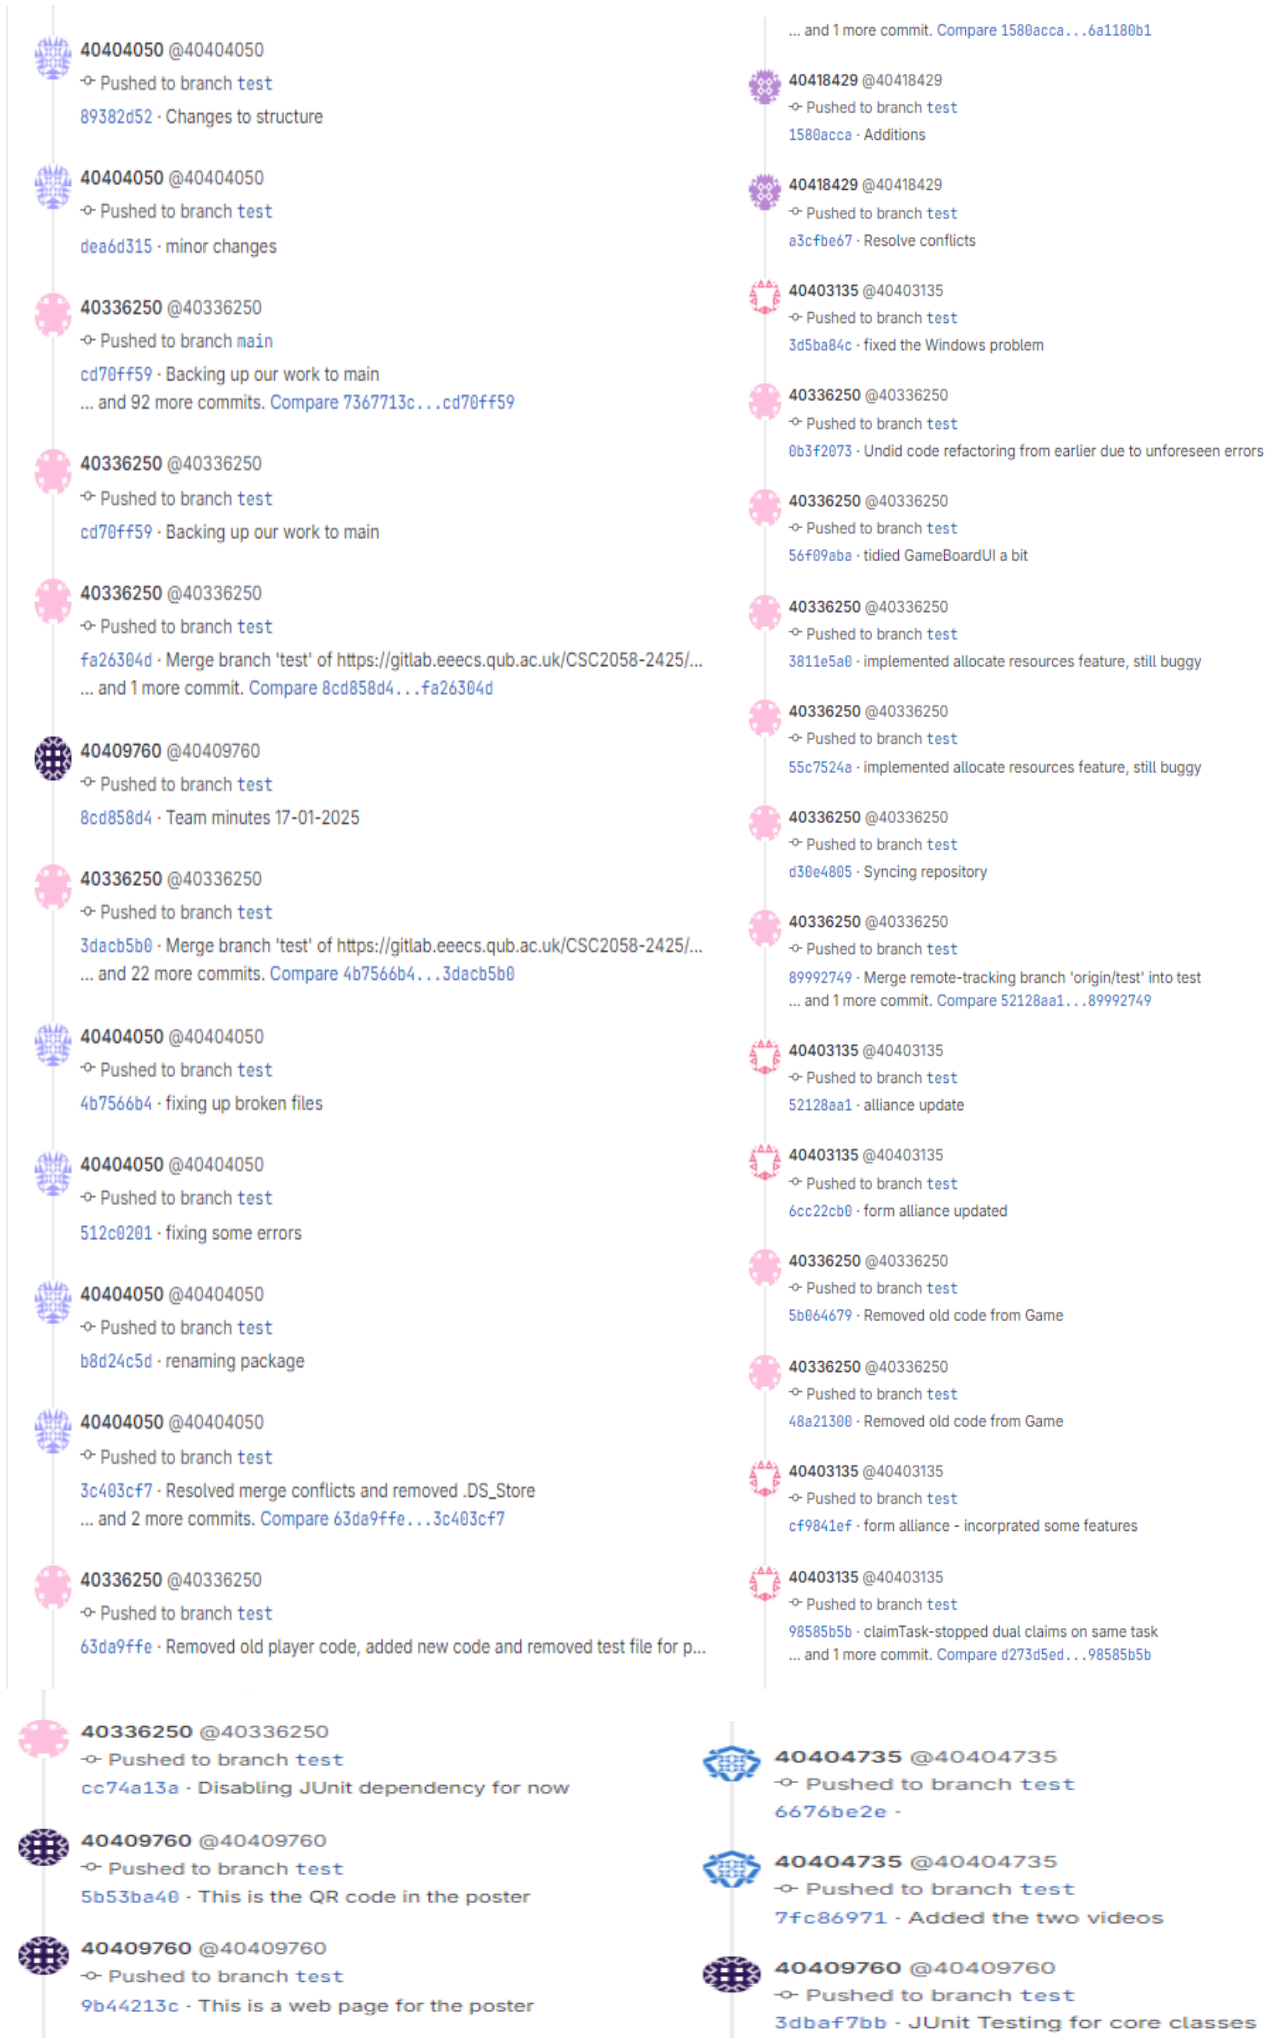 40404050 @40404050
Pushed to branch test
89382d52 · Changes to structure
40404050 @40404050
Pushed to branch test
dea6d315 · minor changes
40336250 @40336250
Pushed to branch main
cd70ff59 · Backing up our work to main
... and 92 more commits. Compare 7367713c...cd70ff59
40336250 @40336250
Pushed to branch test
cd70ff59 · Backing up our work to main
40336250 @40336250
Pushed to branch test
fa26304d · Merge branch 'test' of https://gitlab.eeecs.qub.ac.uk/CSC2058-2425/...
... and 1 more commit. Compare 8cd858d4...fa26304d
40409760 @40409760
Pushed to branch test
8cd858d4 · Team minutes 17-01-2025
40336250 @40336250
Pushed to branch test
3dacb5b0 · Merge branch 'test' of https://gitlab.eeecs.qub.ac.uk/CSC2058-2425/...
... and 22 more commits. Compare 4b7566b4...3dacb5b0
40404050 @40404050
Pushed to branch test
4b7566b4 · fixing up broken files
40404050 @40404050
Pushed to branch test
512c0201 · fixing some errors
40404050 @40404050
Pushed to branch test
b8d24c5d · renaming package
40404050 @40404050
Pushed to branch test
3c403cf7 · Resolved merge conflicts and removed .DS_Store
... and 2 more commits. Compare 63da9ffe...3c403cf7
40336250 @40336250
Pushed to branch test
63da9ffe · Removed old player code, added new code and removed test file for p...
... and 1 more commit. Compare 1580acca...6a1180b1
40418429 @40418429
Pushed to branch test
1580acca · Additions
40418429 @40418429
Pushed to branch test
a3cfbe67 · Resolve conflicts
40403135 @40403135
Pushed to branch test
3d5ba84c · fixed the Windows problem
40336250 @40336250
Pushed to branch test
0b3f2073 · Undid code refactoring from earlier due to unforeseen errors
40336250 @40336250
Pushed to branch test
56f09aba · tidied GameBoardUI a bit
40336250 @40336250
Pushed to branch test
3811e5a0 · implemented allocate resources feature, still buggy
40336250 @40336250
Pushed to branch test
55c7524a · implemented allocate resources feature, still buggy
40336250 @40336250
Pushed to branch test
d30e4805 · Syncing repository
40336250 @40336250
Pushed to branch test
89992749 · Merge remote-tracking branch 'origin/test' into test
... and 1 more commit. Compare 52128aa1...89992749
40403135 @40403135
Pushed to branch test
52128aa1 · alliance update
40403135 @40403135
Pushed to branch test
6cc22cb0 · form alliance updated
40336250 @40336250
Pushed to branch test
5b064679 · Removed old code from Game
40336250 @40336250
Pushed to branch test
48a21300 · Removed old code from Game
40403135 @40403135
Pushed to branch test
cf9841ef · form alliance - incorprated some features
40403135 @40403135
Pushed to branch test
98585b5b · claimTask-stopped dual claims on same task
... and 1 more commit. Compare d273d5ed...98585b5b
40336250 @40336250
Pushed to branch test
cc74a13a · Disabling JUnit dependency for now
40409760 @40409760
Pushed to branch test
5b53ba40 · This is the QR code in the poster
40409760 @40409760
Pushed to branch test
9b44213c · This is a web page for the poster
40404735 @40404735
Pushed to branch test
6676be2e ·
40404735 @40404735
Pushed to branch test
7fc86971 · Added the two videos
40409760 @40409760
Pushed to branch test
3dbaf7bb · JUnit Testing for core classes